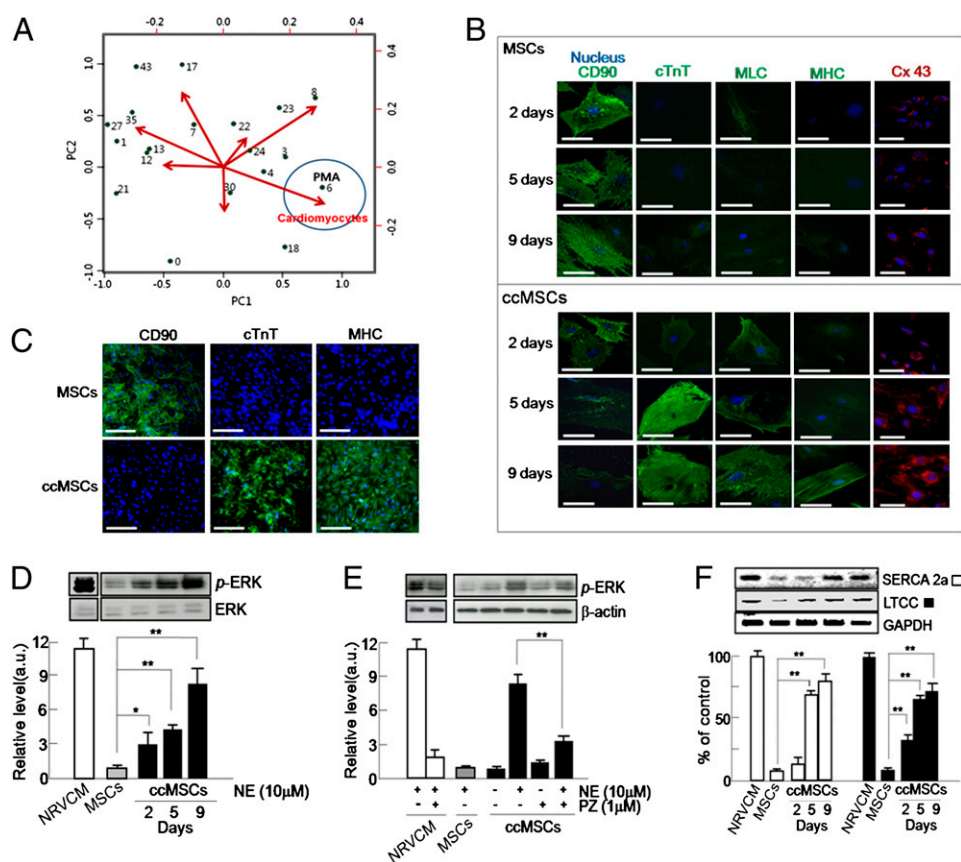 A
-0.2 0.0 0.2 0.4
1.0
0.5
0.0
-0.5
-1.0
PC2
0.4
0.2
0.0
-0.2
43
17
8
23
35
27
7
22
1
13
12
24
3
4
PMA
6
21
30
Cardiomyocytes
18
0
-1.0 -0.5 0.0 0.5 1.0
PC1
B
MSCs
Nucleus
CD90 cTnT MLC MHC Cx 43
2 days
5 days
9 days
ccMSCs
2 days
5 days
9 days
C
CD90 cTnT MHC
MSCs
ccMSCs
D
p-ERK
ERK
Relative level(a.u.)
12
9
6
3
0
**
**
*
NRVCM
MSCs
ccMSCs
2 5 9
Days
NE (10μM)
E
p-ERK
β-actin
Relative level(a.u.)
12
9
6
3
0
**
+ + + - + - + NE (10μM)
- + - - - + + PZ (1μM)
NRVCM
MSCs
ccMSCs
F
SERCA 2a
LTCC
GAPDH
% of control
100
50
0
**
**
**
**
**
NRVCM
MSCs
ccMSCs
2 5 9
Days
NRVCM
MSCs
ccMSCs
2 5 9
Days